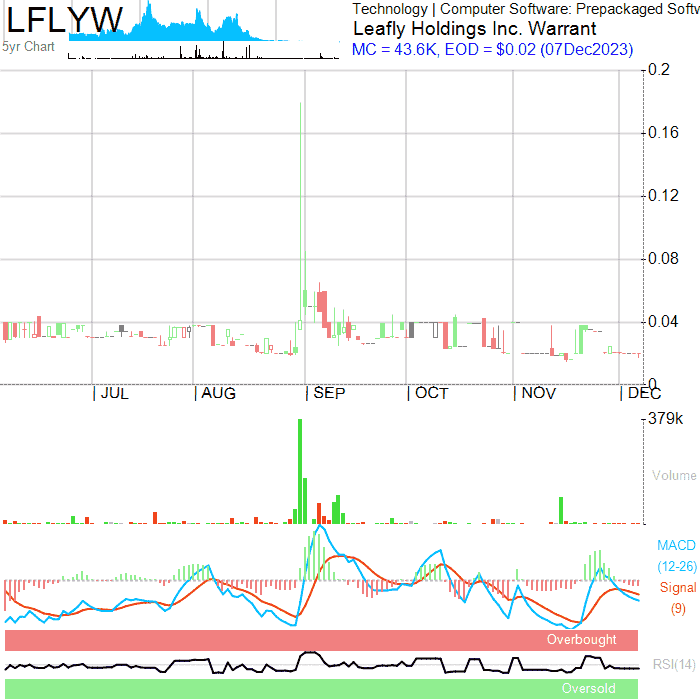 LFLYW
5yr Chart
Technology | Computer Software: Prepackaged Softw
Leafly Holdings Inc. Warrant
MC = 43.6K, EOD = $0.02 (07Dec2023)
0.2
0.16
0.12
0.08
0.04
0
| JUL | AUG | SEP | OCT | NOV | DEC
379k
Volume
MACD
(12-26)
Signal
(9)
Overbought
RSI(14)
Oversold